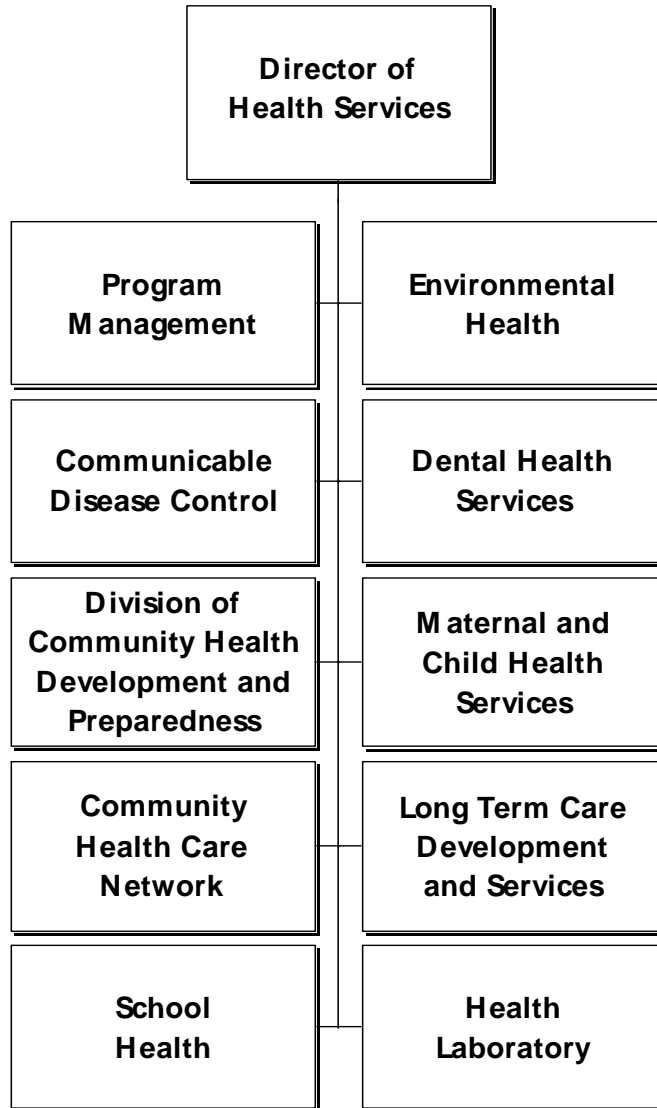 Director of
Health Services
Program
Management
Environmental
Health
Communicable
Disease Control
Dental Health
Services
Division of
Community Health
Development and
Preparedness
Maternal and
Child Health
Services
Community
Health Care
Network
Long Term Care
Development
and Services
School
Health
Health
Laboratory